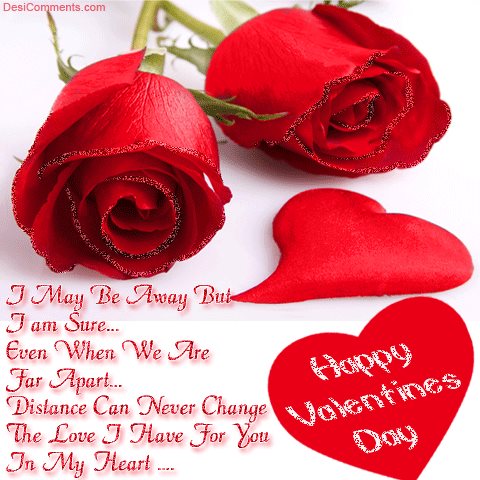 DesiComments.com
I May Be Away But
I am Sure...
Even When We Are
Far Apart...
Distance Can Never Change
The Love I Have For You
In My Heart ....
Happy
Valentines
Day